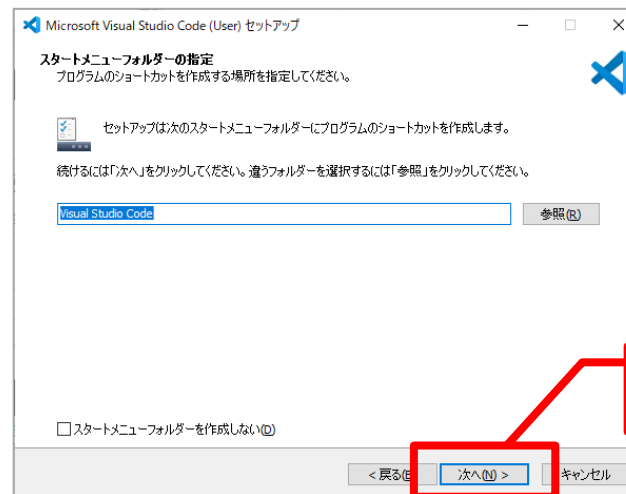 Microsoft Visual Studio Code (User) セットアップ
スタートメニューフォルダーの指定
プログラムのショートカットを作成する場所を指定してください。
セットアップは次のスタートメニューフォルダーにプログラムのショートカットを作成します。
続けるには「次へ」をクリックしてください。違うフォルダーを選択するには「参照」をクリックしてください。
Visual Studio Code
参照(R)
スタートメニューフォルダーを作成しない(D)
< 戻る(B
次へ(N) >
キャンセル